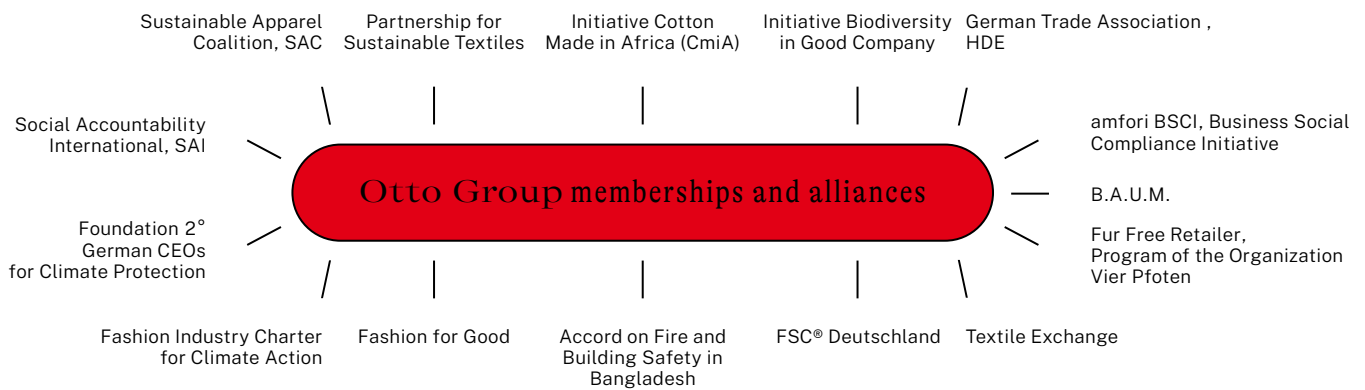 Sustainable Apparel
Coalition, SAC
Partnership for
Sustainable Textiles
Initiative Cotton
Made in Africa (CmiA)
Initiative Biodiversity
in Good Company
German Trade Association ,
HDE
Social Accountability
International, SAI
amfori BSCI, Business Social
Compliance Initiative
Otto Group memberships and alliances
B.A.U.M.
Foundation 2°
German CEOs
for Climate Protection
Fur Free Retailer,
Program of the Organization
Vier Pfoten
Fashion Industry Charter
for Climate Action
Fashion for Good
Accord on Fire and
Building Safety in
Bangladesh
FSC® Deutschland
Textile Exchange